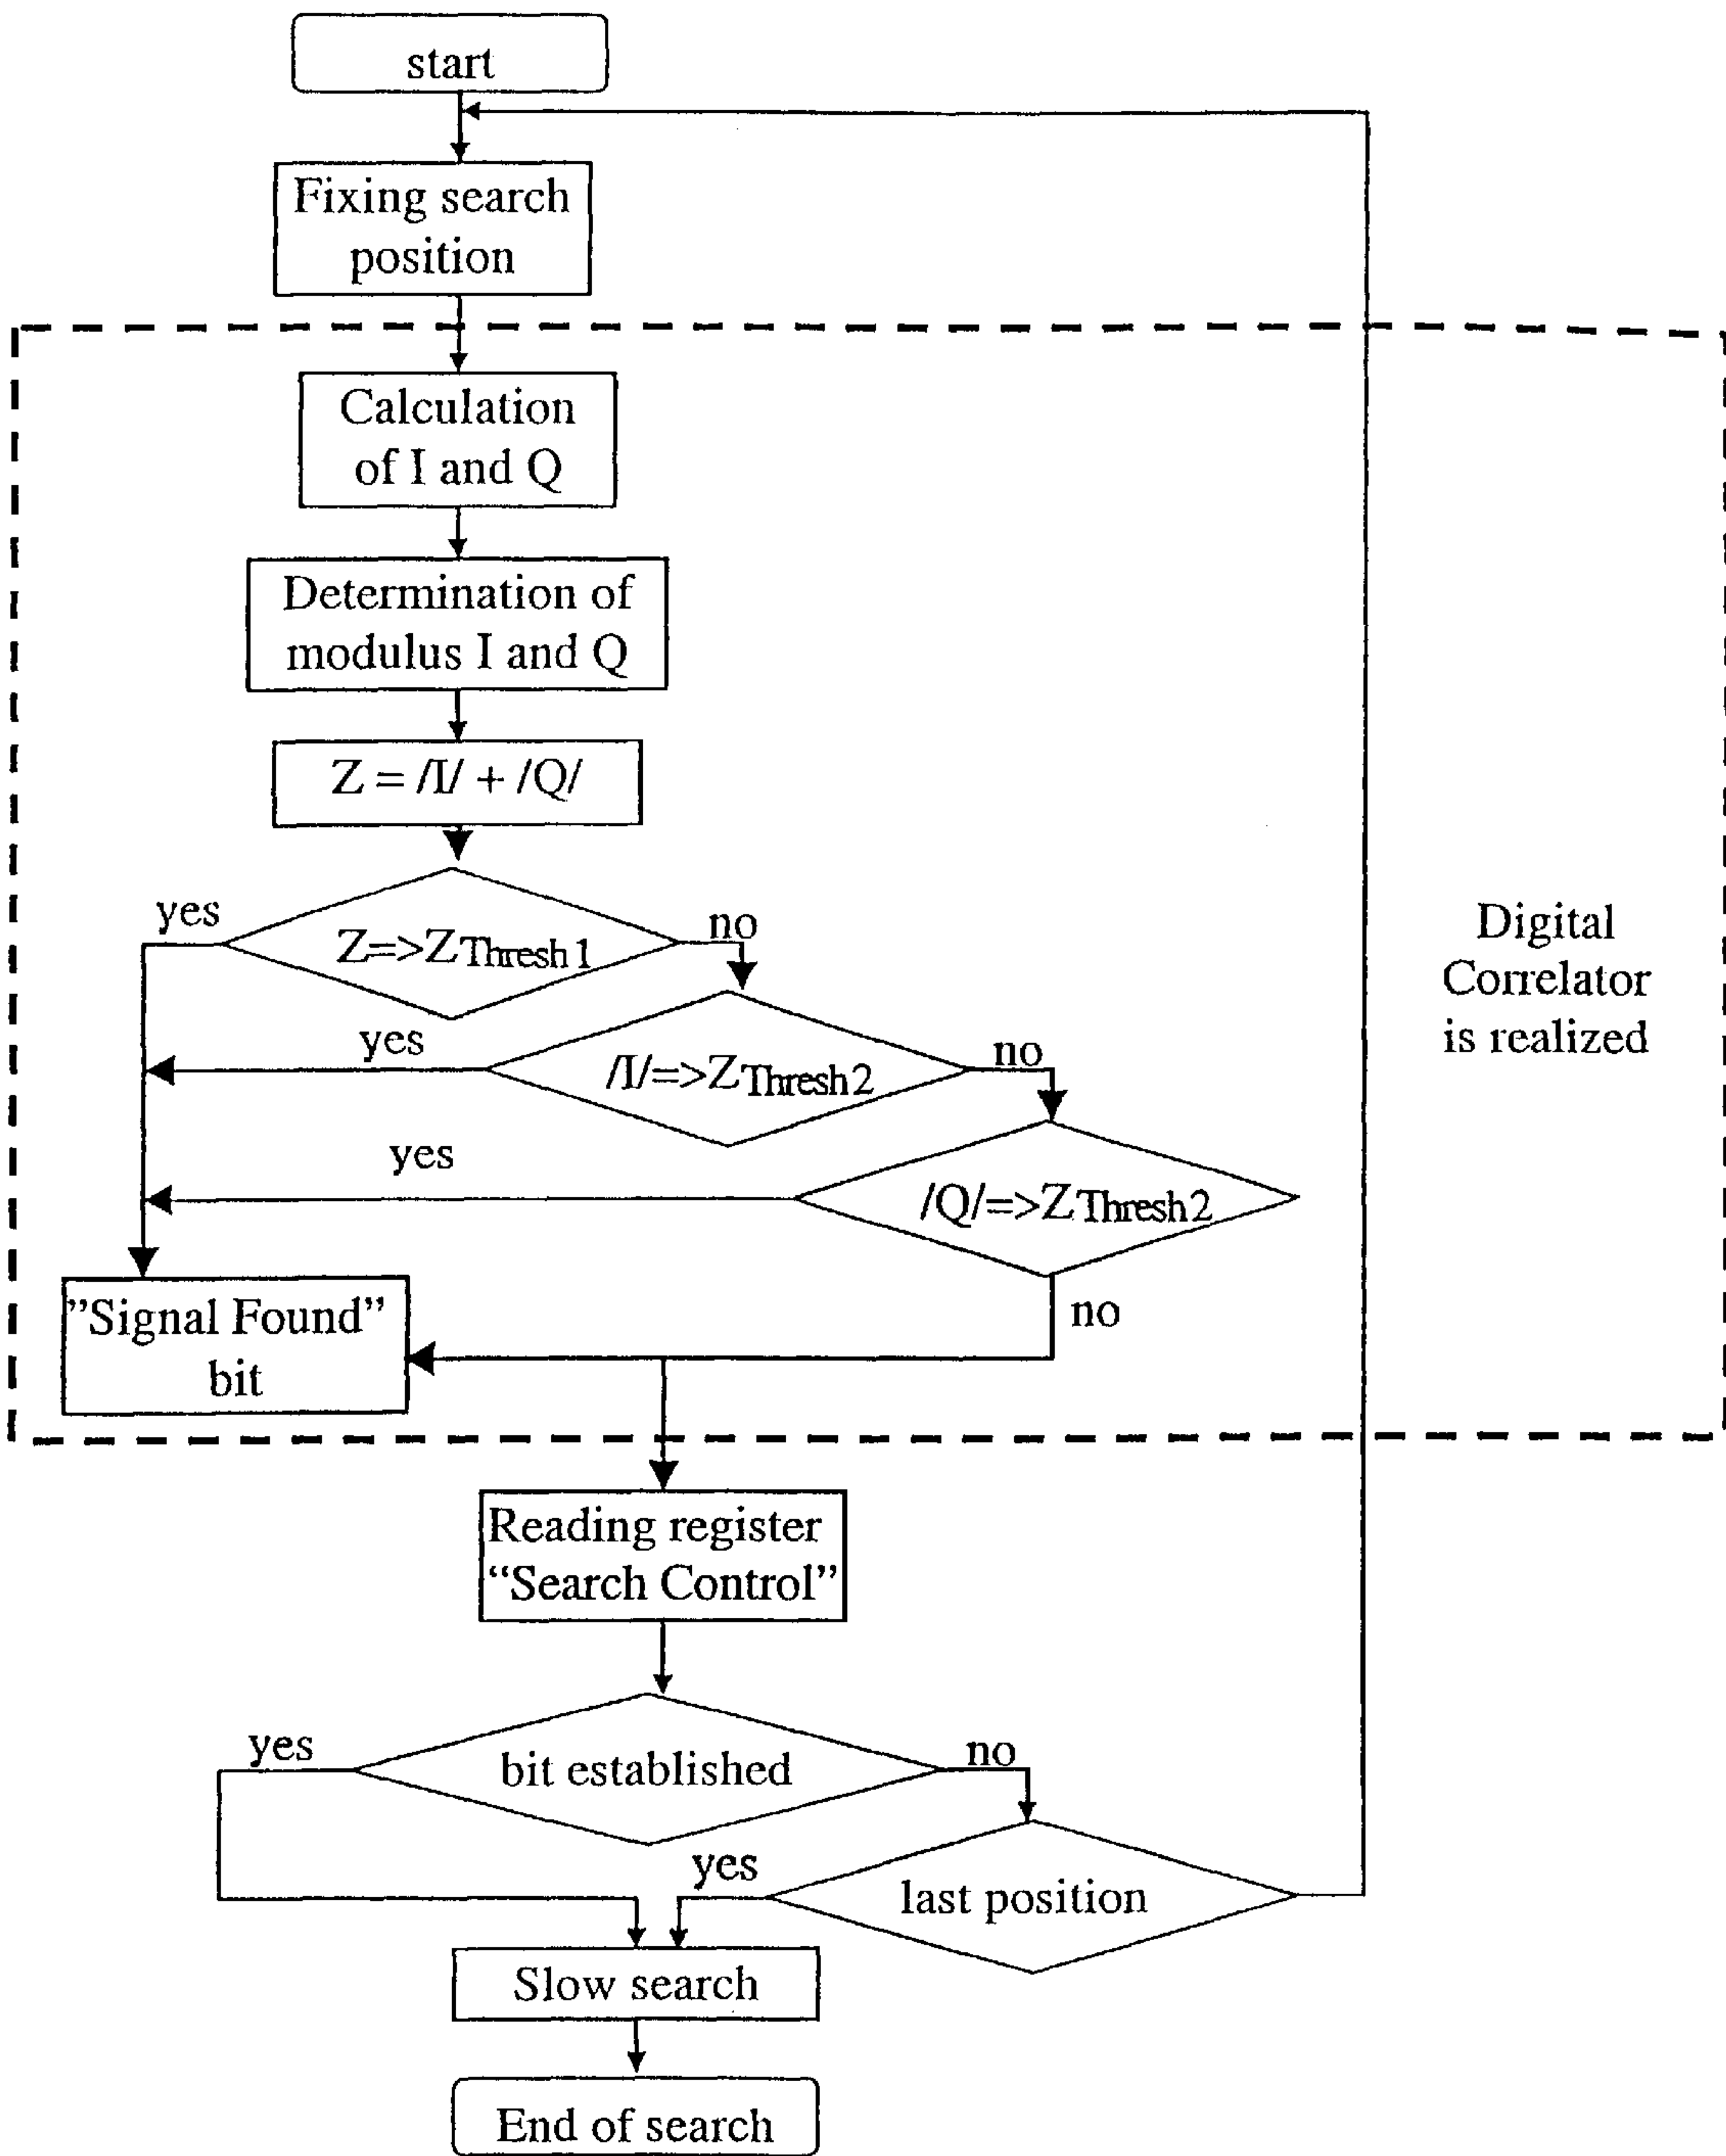 start
Fixing search
position
Calculation
of I and Q
Determination of
modulus I and Q
Z = /I/ + /Q/
yes
no
Z=>ZThresh1
Digital
Correlator
is realized
yes
no
/I/=>ZThresh2
yes
/Q/=>ZThresh2
no
”Signal Found”
bit
Reading register
“Search Control”
yes
no
bit established
yes
last position
Slow search
End of search